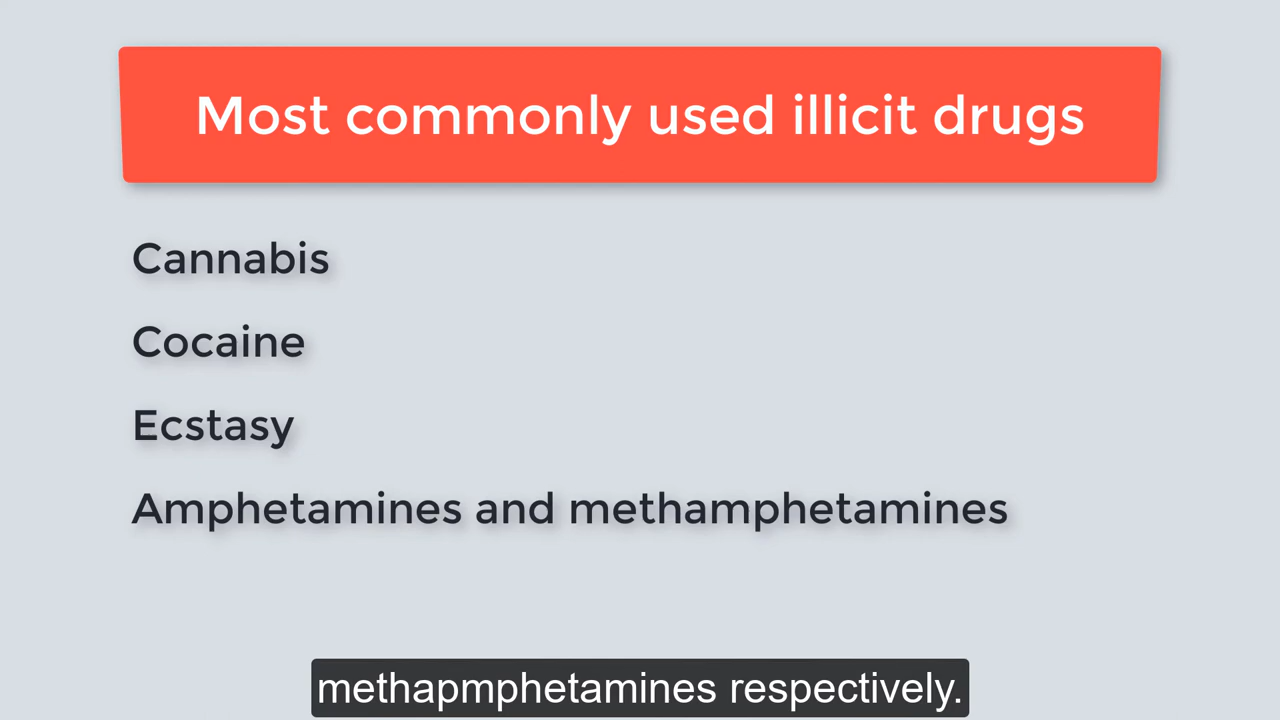 Most commonly used illicit drugs
Cannabis
Cocaine
Ecstasy
Amphetamines and methamphetamines
methapmphetamines respectively.